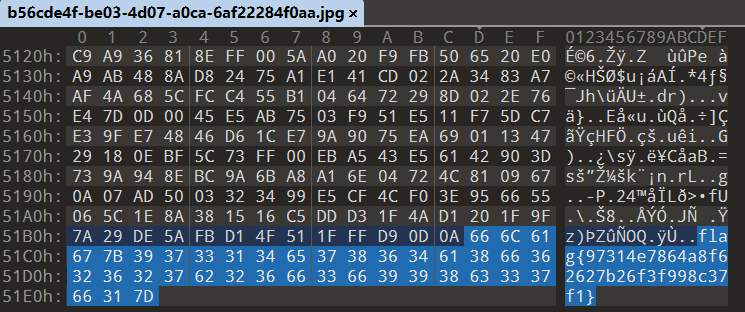 b56cde4f-be03-4d07-a0ca-6af22284f0aa.jpg ×
0 1 2 3 4 5 6 7 8 9 A B C D E F 0123456789ABCDEF
5120h: C9 A9 36 81 8E FF 00 5A A0 20 F9 FB 50 65 20 E0 É©6.Žÿ.Z  ùûPe à
5130h: A9 AB 48 8A D8 24 75 A1 E1 41 CD 02 2A 34 83 A7 ©«HŠØ$u¡áAÍ.*4ƒ§
5140h: AF 4A 68 5C FC C4 55 B1 04 64 72 29 8D 02 2E 76 ¯Jh\üÄU±.dr)...v
5150h: E4 7D 0D 00 45 E5 AB 75 03 F9 51 E5 11 F7 5D C7 ä}..Eå«u.ùQå.÷]Ç
5160h: E3 9F E7 48 46 D6 1C E7 9A 90 75 EA 69 01 13 47 ãŸçHFÖ.çš.uêi..G
5170h: 29 18 0E BF 5C 73 FF 00 EB A5 43 E5 61 42 90 3D )..¿\sÿ.ë¥CåaB.=
5180h: 73 9A 94 8E BC 9A 6B A8 A1 6E 04 72 4C 81 09 67 sš”Ž¼šk¨¡n.rL..g
5190h: 0A 07 AD 50 03 32 34 99 E5 CF 4C F0 3E 95 66 55 ..-P.24™åÏLð>•fU
51A0h: 06 5C 1E 8A 38 15 16 C5 DD D3 1F 4A D1 20 1F 9F .\.Š8..ÅÝÓ.JÑ .Ÿ
51B0h: 7A 29 DE 5A FB D1 4F 51 1F FF D9 0D 0A 66 6C 61 z)ÞZûÑOQ.ÿÙ..fla
51C0h: 67 7B 39 37 33 31 34 65 37 38 36 34 61 38 66 36 g{97314e7864a8f6
51D0h: 32 36 32 37 62 32 36 66 33 66 39 39 38 63 33 37 2627b26f3f998c37
51E0h: 66 31 7D f1}